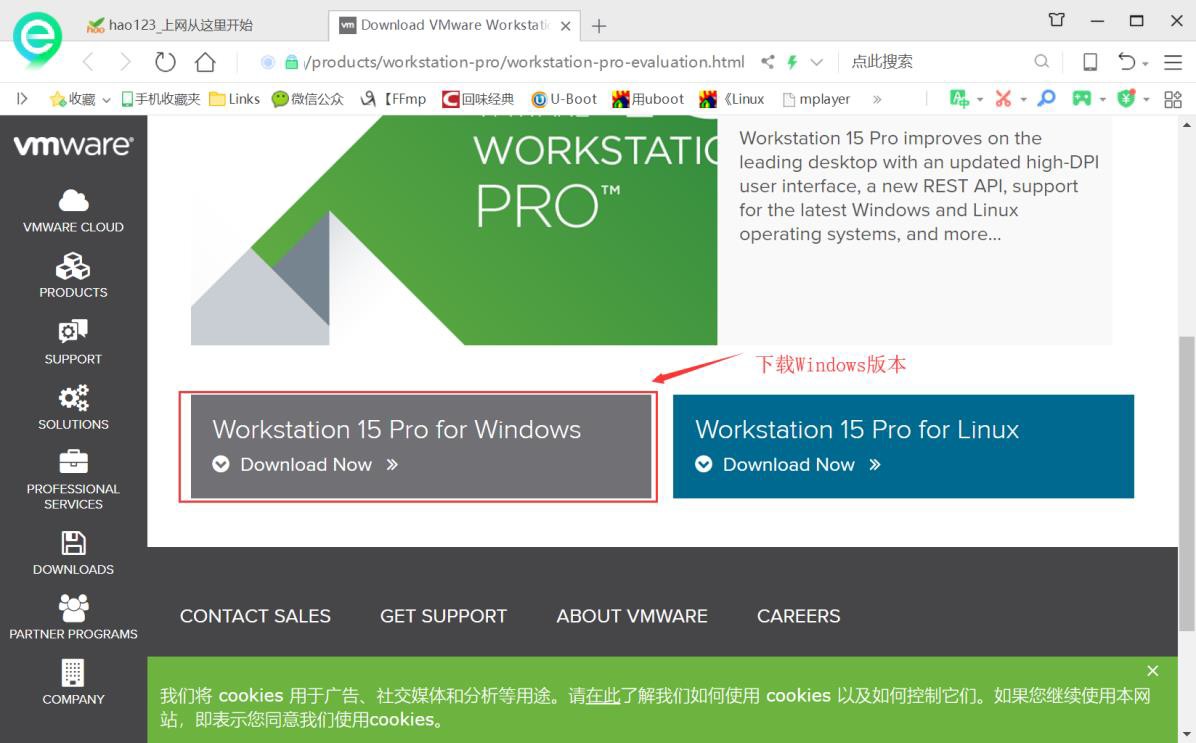 hao123_上网从这里开始
Download VMware Workstati
/products/workstation-pro/workstation-pro-evaluation.html
点此搜索
收藏
手机收藏夹
Links
微信公众
【FFmp
回味经典
U-Boot
用uboot
《Linux
mplayer
vmware®
VMWARE CLOUD
PRODUCTS
SUPPORT
SOLUTIONS
PROFESSIONAL
SERVICES
DOWNLOADS
PARTNER PROGRAMS
COMPANY
WORKSTATIO
PRO™
Workstation 15 Pro improves on the
leading desktop with an updated high-DPI
user interface, a new REST API, support
for the latest Windows and Linux
operating systems, and more...
下载Windows版本
Workstation 15 Pro for Windows
Download Now »
Workstation 15 Pro for Linux
Download Now »
CONTACT SALES
GET SUPPORT
ABOUT VMWARE
CAREERS
我们将 cookies 用于广告、社交媒体和分析等用途。请在此了解我们如何使用 cookies 以及如何控制它们。如果您继续使用本网
站，即表示您同意我们使用cookies。